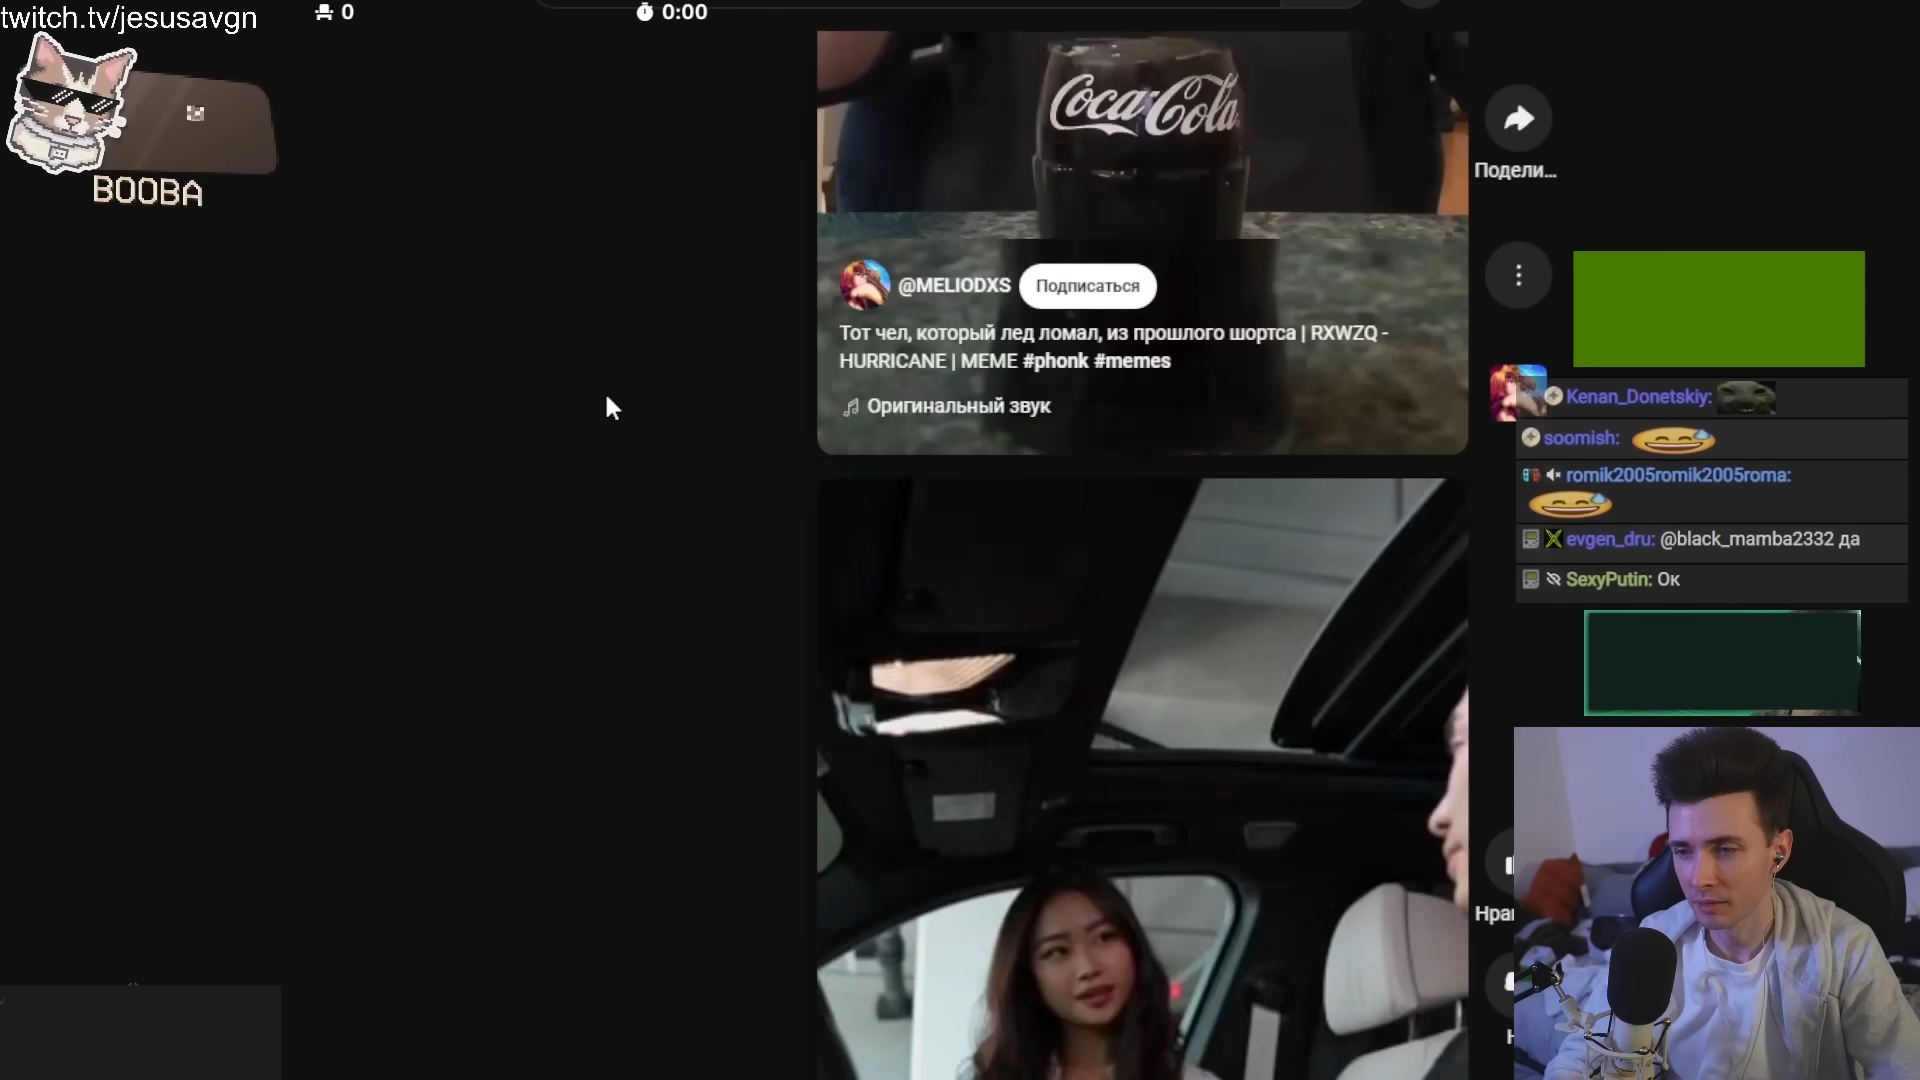 twitch.tv/jesusavgn
0
0:00
BOOBA
Coca-Cola
Подели...
@MELIODXS
Подписаться
Тот чел, который лед ломал, из прошлого шортса | RXWZQ -
HURRICANE | MEME #phonk #memes
Оригинальный звук
Kenan_Donetskiy:
soomish:
romik2005romik2005roma:
evgen_dru: @black_mamba2332 да
SexyPutin: Ок